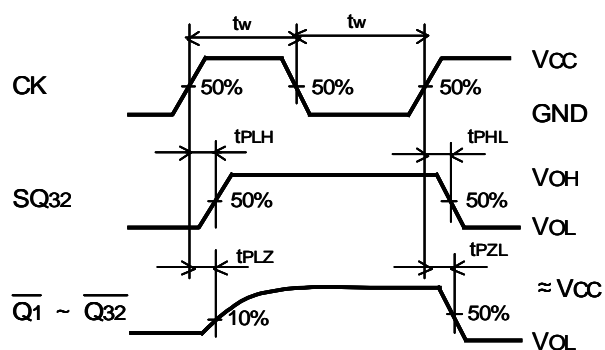 tw tw
CK 50% 50% 50% VCC
GND
tPLH tPHL
SQ32 50% 50% VOH
VOL
tPLZ tPZL
Q1 ~ Q32 10% 50% ≈ VCC
VOL